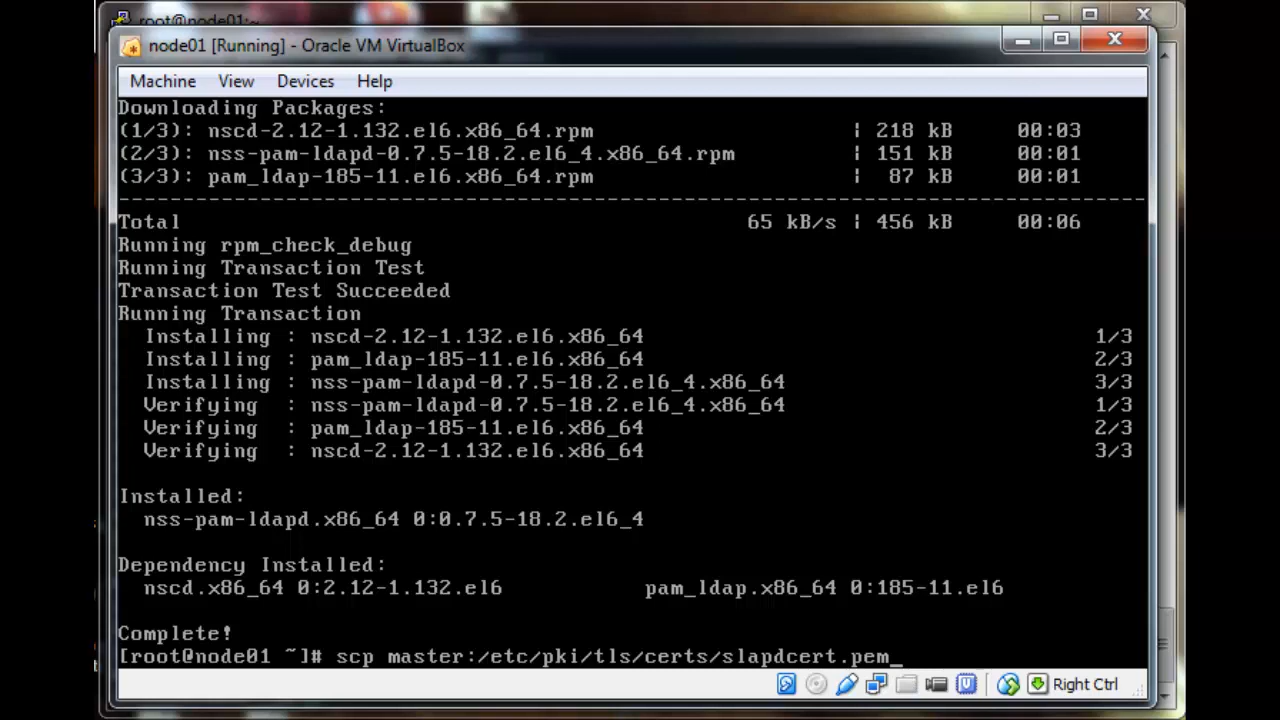 root@node01:~
node01 [Running] - Oracle VM VirtualBox
Machine View Devices Help
Downloading Packages:
(1/3): nscd-2.12-1.132.el6.x86_64.rpm | 218 kB 00:03
(2/3): nss-pam-ldapd-0.7.5-18.2.el6_4.x86_64.rpm | 151 kB 00:01
(3/3): pam_ldap-185-11.el6.x86_64.rpm | 87 kB 00:01
--------------------------------------------------------------------------------
Total 65 kB/s | 456 kB 00:06
Running rpm_check_debug
Running Transaction Test
Transaction Test Succeeded
Running Transaction
Installing : nscd-2.12-1.132.el6.x86_64 1/3
Installing : pam_ldap-185-11.el6.x86_64 2/3
Installing : nss-pam-ldapd-0.7.5-18.2.el6_4.x86_64 3/3
Verifying : nss-pam-ldapd-0.7.5-18.2.el6_4.x86_64 1/3
Verifying : pam_ldap-185-11.el6.x86_64 2/3
Verifying : nscd-2.12-1.132.el6.x86_64 3/3
Installed:
nss-pam-ldapd.x86_64 0:0.7.5-18.2.el6_4
Dependency Installed:
nscd.x86_64 0:2.12-1.132.el6 pam_ldap.x86_64 0:185-11.el6
Complete!
[root@node01 ~]# scp master:/etc/pki/tls/certs/slapdcert.pem_
Right Ctrl